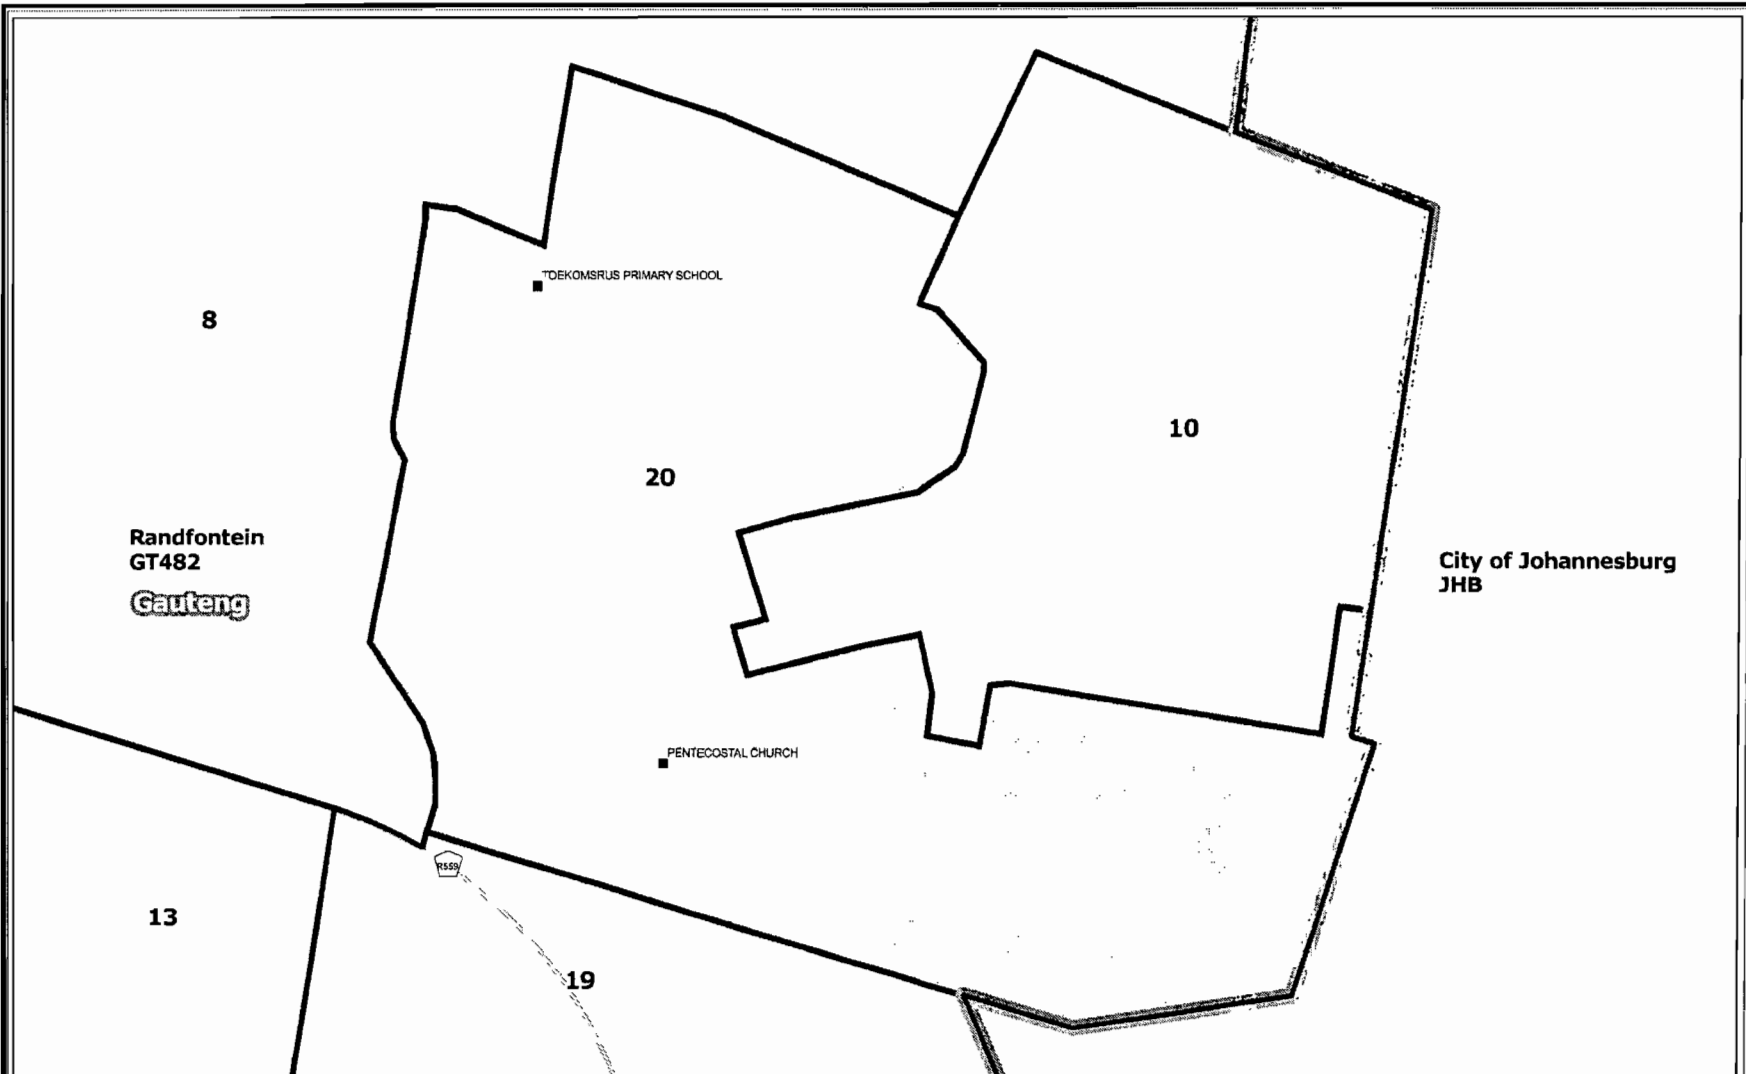 TOEKOMSRUS PRIMARY SCHOOL
8
10
20
Randfontein
GT482
Gauteng
City of Johannesburg
JHB
PENTECOSTAL CHURCH
R559
13
19